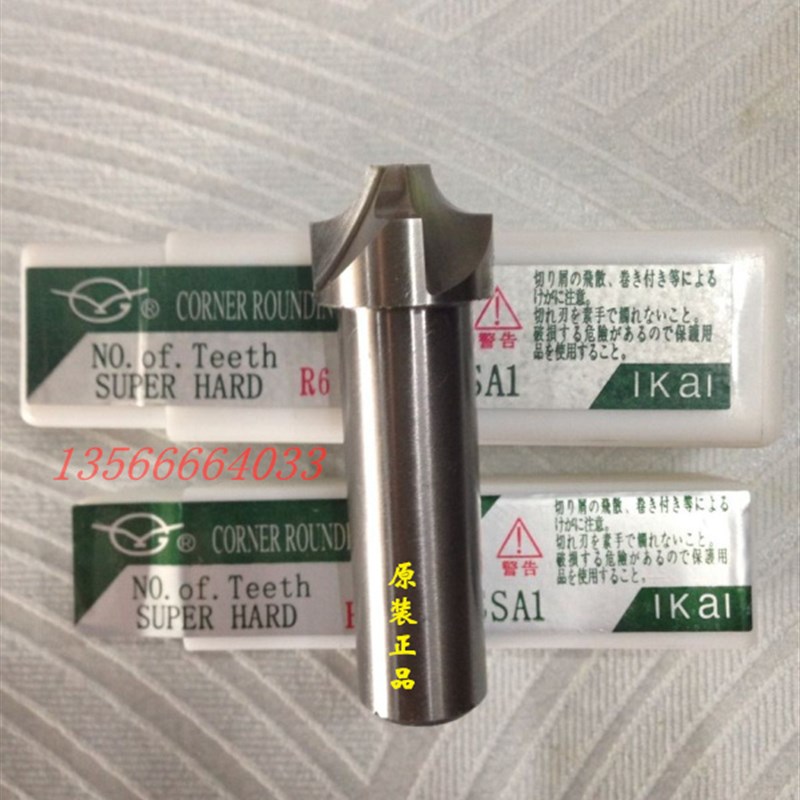 ® CORNER ROUNDIN
NO. of. Teeth
SUPER HARD R6
SA1
警告
切り屑の飛散、巻き付き等による
けがに注意。
切れ刃を素手で觸れないこと。
破損する危險があるので保護用
品を使用すること。
IKaI
13566664033
® CORNER ROUNDI
NO. of. Teeth
SUPER HARD
SSA1
警告
切り屑の飛散、巻き付き等による
けがに注意。
切れ刃を素手で觸れないこと。
破損する危險があるので保護用
品を使用すること。
IKaI
原装正品